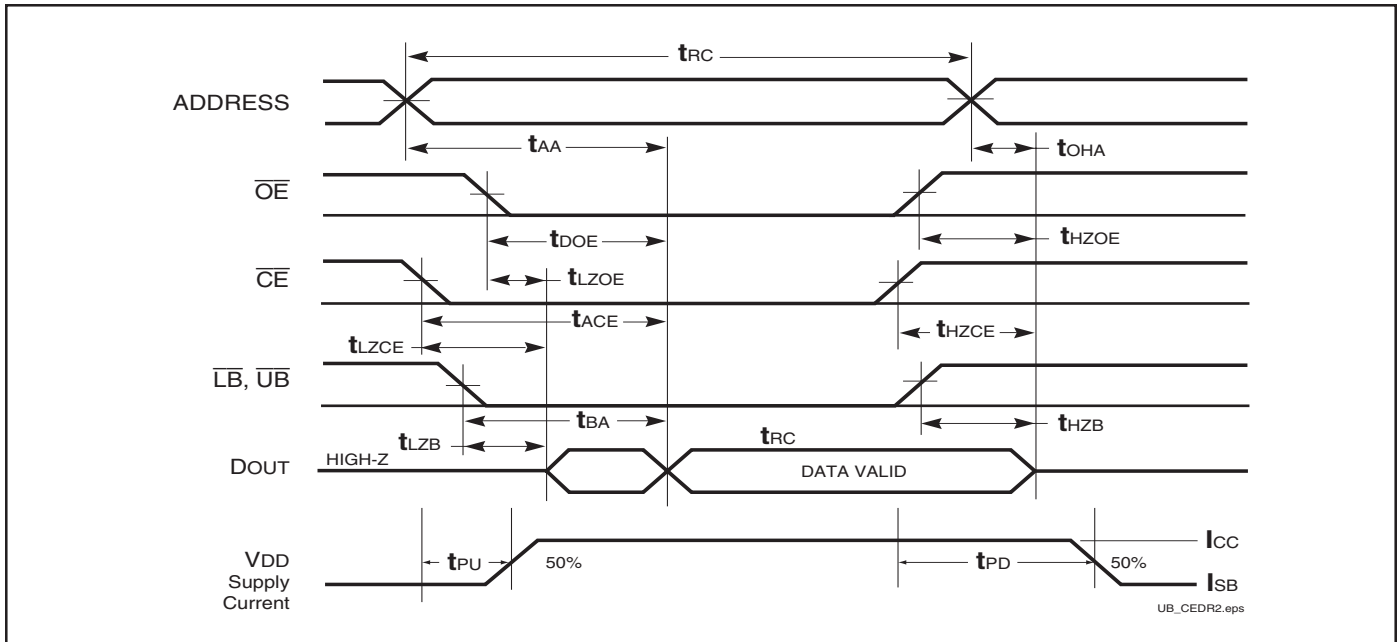 tRC
ADDRESS
tAA
tOHA
OE
tDOE
tHZOE
CE
tLZOE
tACE
tHZCE
tLZCE
LB, UB
tBA
tHZB
tLZB
tRC
DOUT
HIGH-Z
DATA VALID
ICC
VDD
Supply
Current
tPU
50%
tPD
50%
ISB
UB_CEDR2.eps